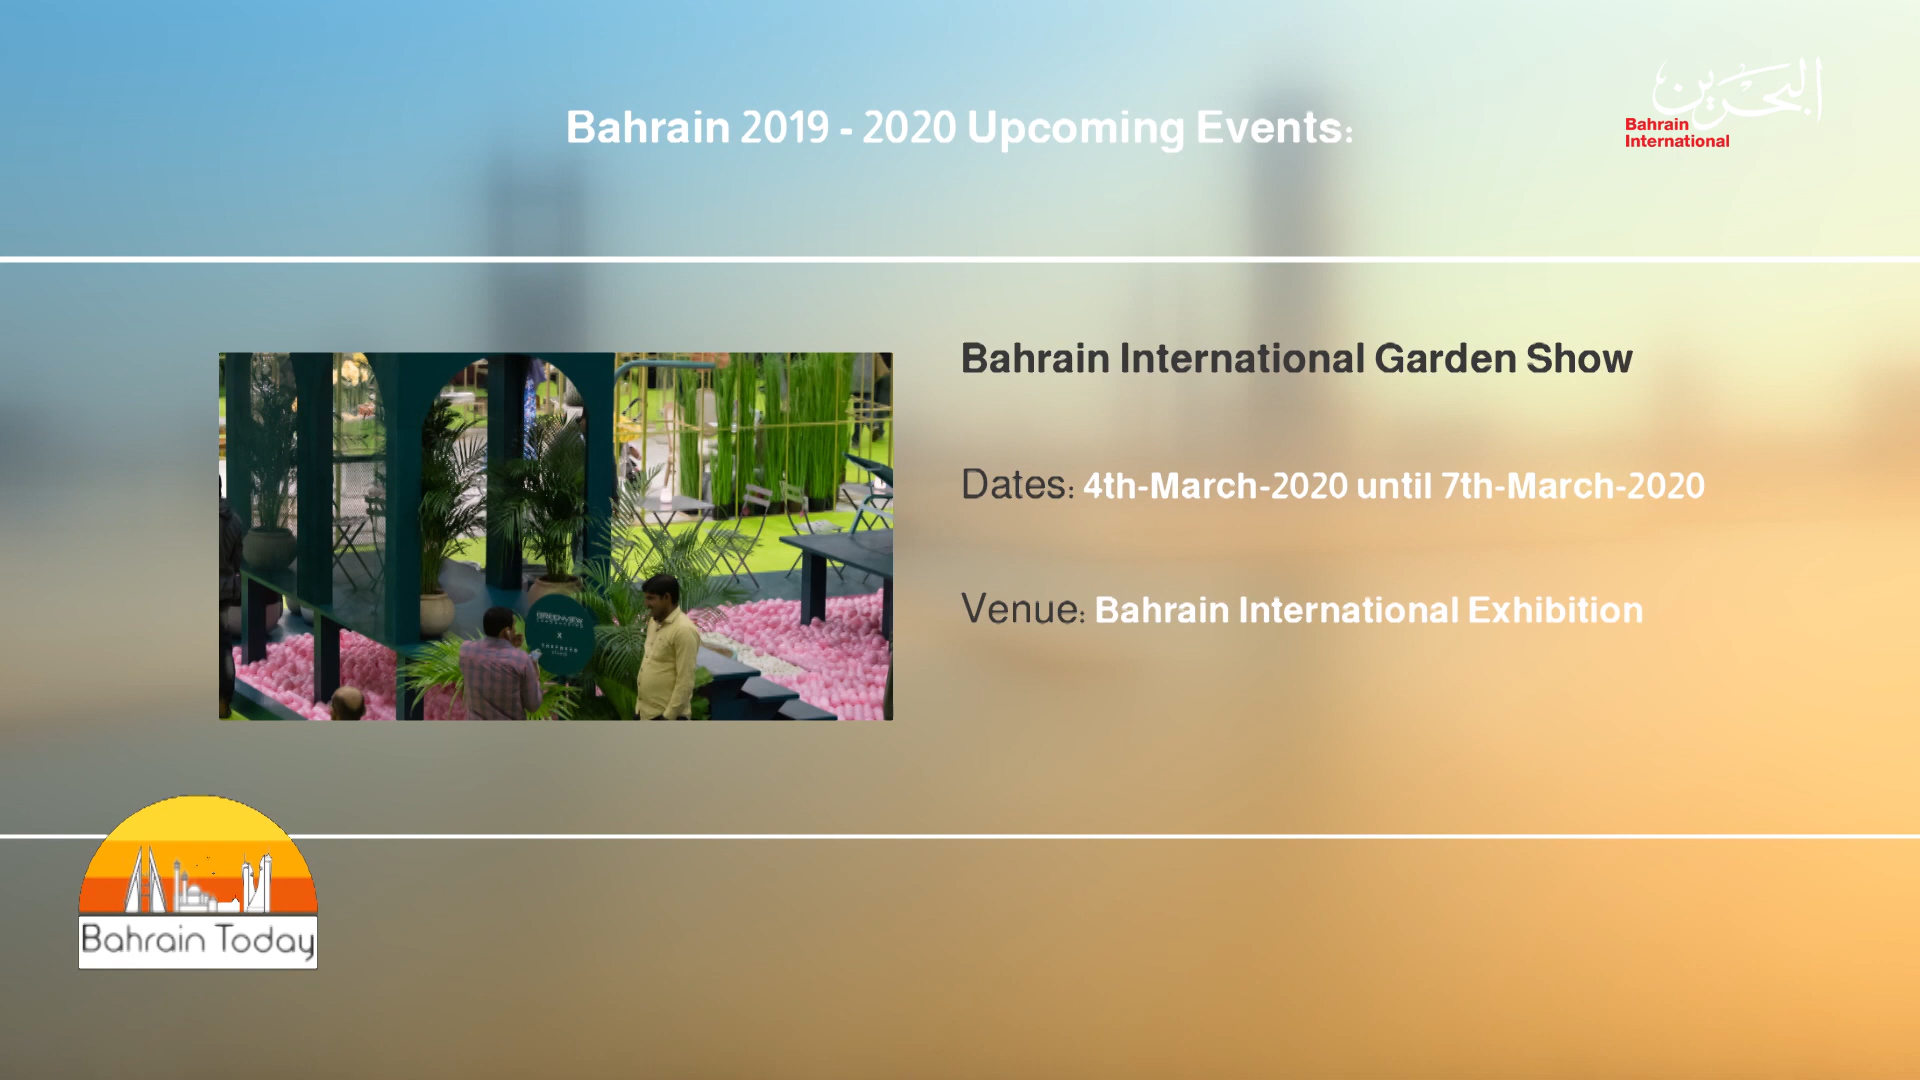 Bahrain 2019 - 2020 Upcoming Events:
البحرين
Bahrain
International
Bahrain International Garden Show
Dates: 4th-March-2020 until 7th-March-2020
Venue: Bahrain International Exhibition
GREENVIEW
X
Bahrain Today